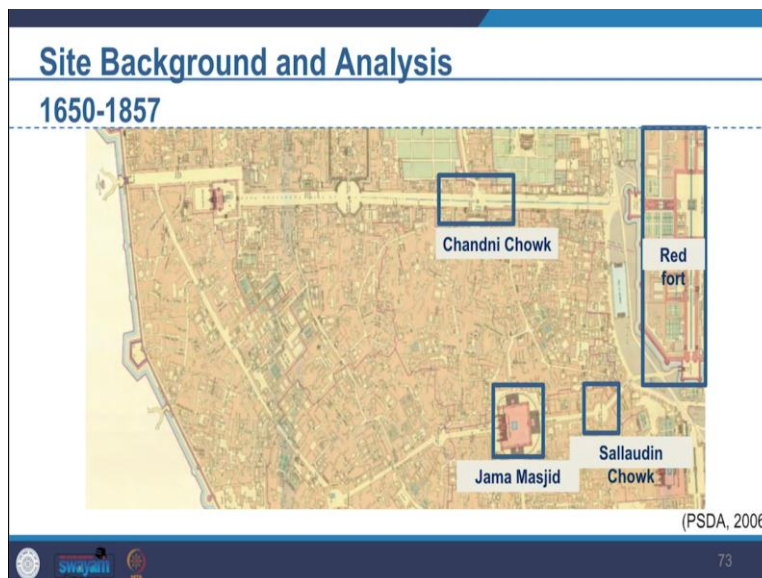 Site Background and Analysis
1650-1857
Chandni Chowk
Red
fort
Jama Masjid
Sallaudin
Chowk
(PSDA, 2006
swayam
73